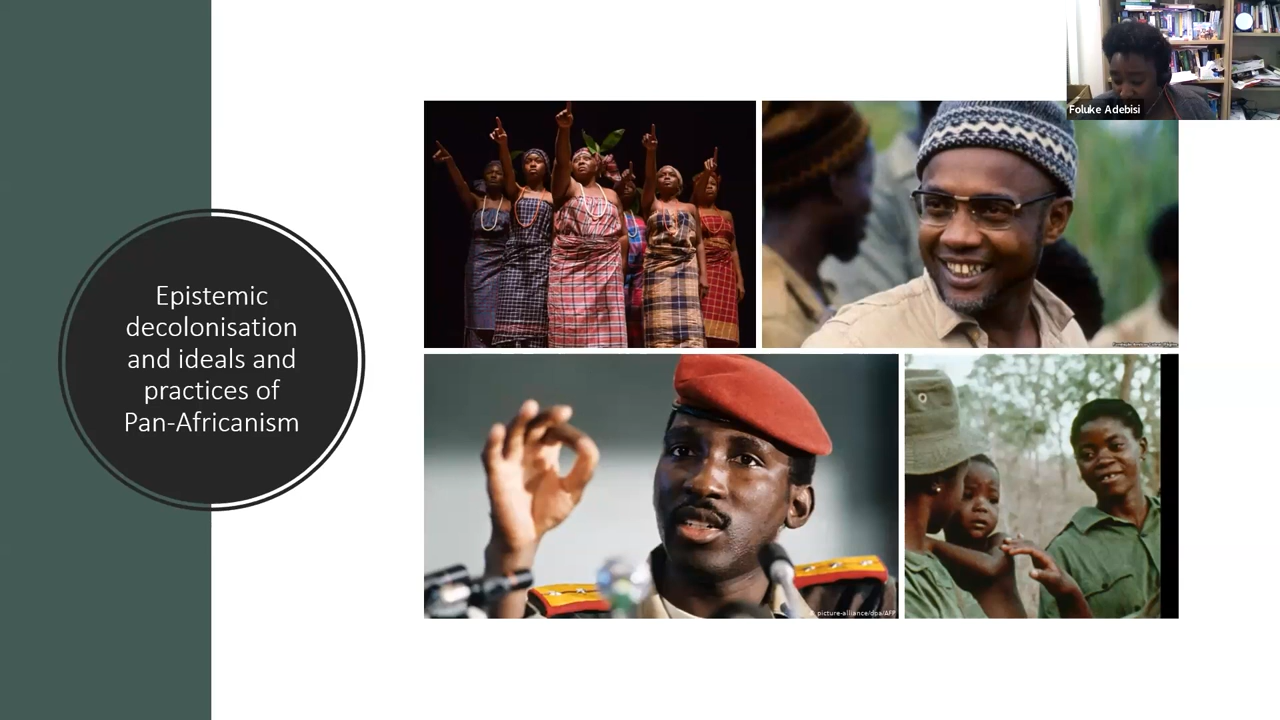 Foluke Adebisi
Epistemic
decolonisation
and ideals and
practices of
Pan-Africanism
picture-alliance/dpa/AFP